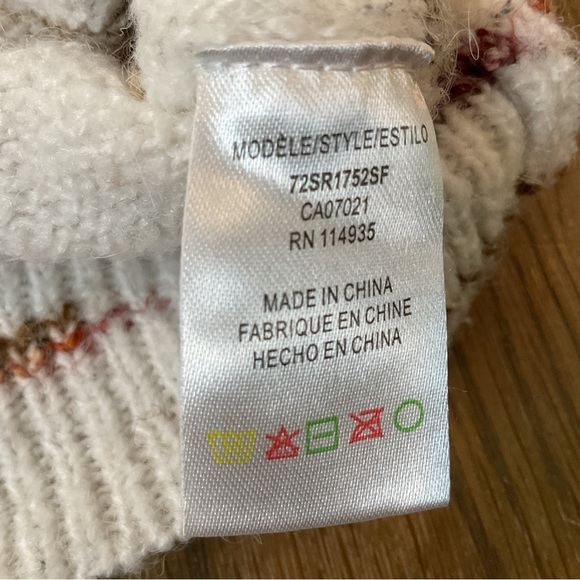 MODÈLE/STYLE/ESTILO
72SR1752SF
CA07021
RN 114935
MADE IN CHINA
FABRIQUE EN CHINE
HECHO EN CHINA